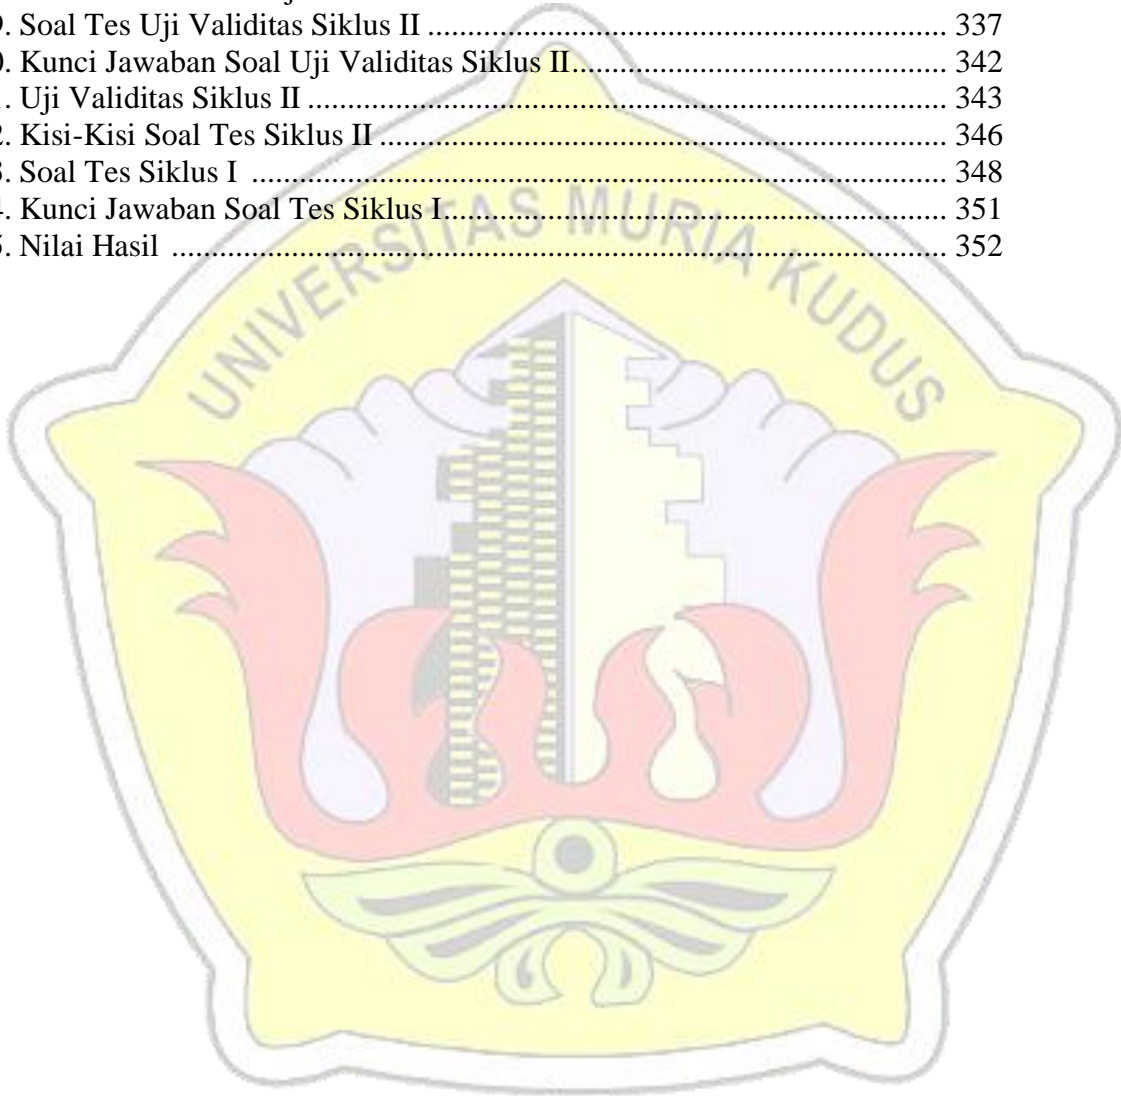 9. Soal Tes Uji Validitas Siklus II ................................................................. 337
0. Kunci Jawaban Soal Uji Validitas Siklus II............................................... 342
1. Uji Validitas Siklus II ................................................................................ 343
2. Kisi-Kisi Soal Tes Siklus II ....................................................................... 346
3. Soal Tes Siklus I ....................................................................................... 348
4. Kunci Jawaban Soal Tes Siklus I............................................................... 351
5. Nilai Hasil ................................................................................................. 352
UNIVERSITAS MURIA KUDUS